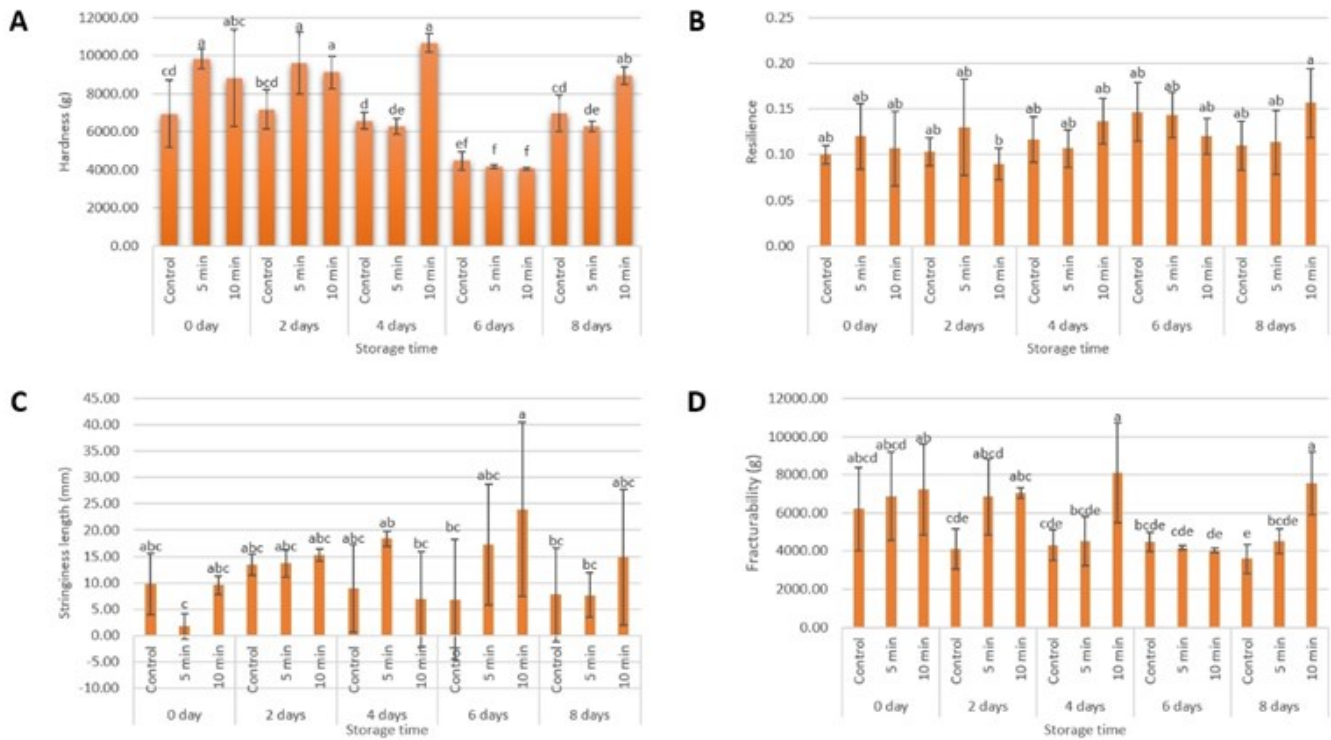 A
Hardness (g)
12000.00
10000.00
8000.00
6000.00
4000.00
2000.00
0.00
cd a abc bcd a a d de a ef f f cd de ab
Control 5 min 10 min Control 5 min 10 min Control 5 min 10 min Control 5 min 10 min Control 5 min 10 min
0 day 2 days 4 days 6 days 8 days
Storage time
B
Resilience
0.25
0.20
0.15
0.10
0.05
0.00
ab ab ab ab ab b ab ab ab ab ab ab ab ab a
Control 5 min 10 min Control 5 min 10 min Control 5 min 10 min Control 5 min 10 min Control 5 min 10 min
0 day 2 days 4 days 6 days 8 days
Storage time
C
Stringiness length (mm)
45.00
40.00
35.00
30.00
25.00
20.00
15.00
10.00
5.00
0.00
-5.00
-10.00
abc c abc abc abc abc abc ab bc bc abc a bc bc abc
Control 5 min 10 min Control 5 min 10 min Control 5 min 10 min Control 5 min 10 min Control 5 min 10 min
0 day 2 days 4 days 6 days 8 days
Storage time
D
Fracturability (g)
12000.00
10000.00
8000.00
6000.00
4000.00
2000.00
0.00
abcd abcd ab cde abcd abc cde bcde a bcde cde de e bcde a
Control 5 min 10 min Control 5 min 10 min Control 5 min 10 min Control 5 min 10 min Control 5 min 10 min
0 day 2 days 4 days 6 days 8 days
Storage time